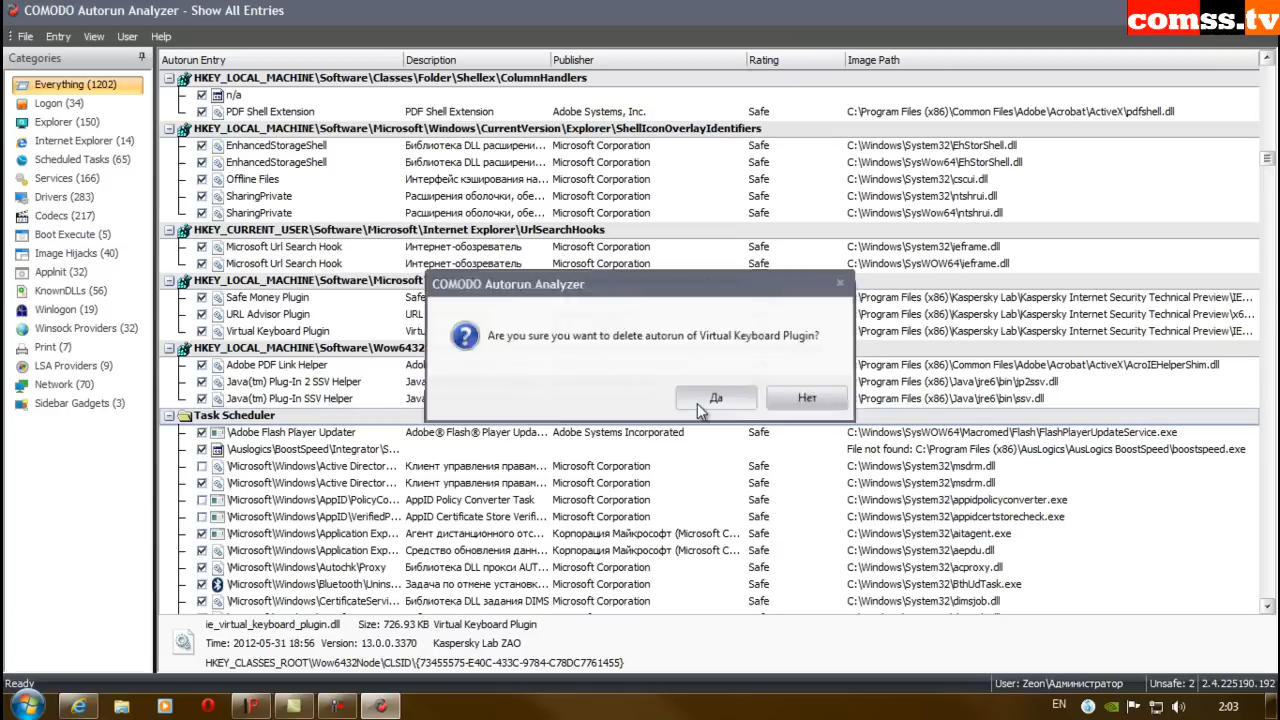 COMODO Autorun Analyzer - Show All Entries
comss.tv
File Entry View User Help
Categories
Autorun Entry Description Publisher Rating Image Path
Everything (1202)
Logon (34)
Explorer (150)
Internet Explorer (14)
Scheduled Tasks (65)
Services (166)
Drivers (283)
Codecs (217)
Boot Execute (5)
Image Hijacks (40)
AppInit (32)
KnownDLLs (56)
Winlogon (19)
Winsock Providers (32)
Print (7)
LSA Providers (9)
Network (70)
Sidebar Gadgets (3)
HKEY_LOCAL_MACHINE\Software\Classes\Folder\Shellex\ColumnHandlers
n/a
PDF Shell Extension PDF Shell Extension Adobe Systems, Inc. Safe C:\Program Files (x86)\Common Files\Adobe\Acrobat\ActiveX\pdfshell.dll
HKEY_LOCAL_MACHINE\Software\Microsoft\Windows\CurrentVersion\Explorer\ShellIconOverlayIdentifiers
EnhancedStorageShell Библиотека DLL расширени... Microsoft Corporation Safe C:\Windows\System32\EhStorShell.dll
EnhancedStorageShell Библиотека DLL расширени... Microsoft Corporation Safe C:\Windows\SysWow64\EhStorShell.dll
Offline Files Интерфейс кэширования на... Microsoft Corporation Safe C:\Windows\System32\cscui.dll
SharingPrivate Расширения оболочки, обе... Microsoft Corporation Safe C:\Windows\System32\ntshrui.dll
SharingPrivate Расширения оболочки, обе... Microsoft Corporation Safe C:\Windows\SysWow64\ntshrui.dll
HKEY_CURRENT_USER\Software\Microsoft\Internet Explorer\UrlSearchHooks
Microsoft Url Search Hook Интернет-обозреватель Microsoft Corporation Safe C:\Windows\System32\ieframe.dll
Microsoft Url Search Hook Интернет-обозреватель Microsoft Corporation Safe C:\Windows\SysWOW64\ieframe.dll
HKEY_LOCAL_MACHINE\Software\Microsoft
Safe Money Plugin Safe Program Files (x86)\Kaspersky Lab\Kaspersky Internet Security Technical Preview\IE...
URL Advisor Plugin URL Program Files (x86)\Kaspersky Lab\Kaspersky Internet Security Technical Preview\x6...
Virtual Keyboard Plugin Virtu Program Files (x86)\Kaspersky Lab\Kaspersky Internet Security Technical Preview\IE...
HKEY_LOCAL_MACHINE\Software\Wow6432
Adobe PDF Link Helper Adob Program Files (x86)\Common Files\Adobe\Acrobat\ActiveX\AcroIEHelperShim.dll
Java(tm) Plug-In 2 SSV Helper Java Program Files (x86)\Java\jre6\bin\jp2ssv.dll
Java(tm) Plug-In SSV Helper Java Program Files (x86)\Java\jre6\bin\ssv.dll
COMODO Autorun Analyzer
Are you sure you want to delete autorun of Virtual Keyboard Plugin?
Да Нет
Task Scheduler
\Adobe Flash Player Updater Adobe® Flash® Player Upda... Adobe Systems Incorporated Safe C:\Windows\SysWOW64\Macromed\Flash\FlashPlayerUpdateService.exe
\Auslogics\BoostSpeed\Integrator\S... File not found: C:\Program Files (x86)\AusLogics BoostSpeed\boostspeed.exe
\Microsoft\Windows\Active Director... Клиент управления правам... Microsoft Corporation Safe C:\Windows\System32\msdrm.dll
\Microsoft\Windows\Active Director... Клиент управления правам... Microsoft Corporation Safe C:\Windows\System32\msdrm.dll
\Microsoft\Windows\AppID\PolicyCo... AppID Policy Converter Task Microsoft Corporation Safe C:\Windows\System32\appidpolicyconverter.exe
\Microsoft\Windows\AppID\VerifiedP... AppID Certificate Store Verifi... Microsoft Corporation Safe C:\Windows\System32\appidcertstorecheck.exe
\Microsoft\Windows\Application Exp... Агент дистанционного отс... Корпорация Майкрософт (Microsoft C... Safe C:\Windows\System32\aitagent.exe
\Microsoft\Windows\Application Exp... Средство обновления данн... Корпорация Майкрософт (Microsoft C... Safe C:\Windows\System32\aepdu.dll
\Microsoft\Windows\Autochk\Proxy Библиотека DLL прокси AUT... Microsoft Corporation Safe C:\Windows\System32\acproxy.dll
\Microsoft\Windows\Bluetooth\Unins... Задача по отмене установк... Microsoft Corporation Safe C:\Windows\System32\BthUdTask.exe
\Microsoft\Windows\CertificateServi... Библиотека DLL задания DIMS Microsoft Corporation Safe C:\Windows\System32\dimsjob.dll
ie_virtual_keyboard_plugin.dll Size: 726.93 KB Virtual Keyboard Plugin
Time: 2012-05-31 18:56 Version: 13.0.0.3370 Kaspersky Lab ZAO
HKEY_CLASSES_ROOT\Wow6432Node\CLSID\{73455575-E40C-433C-9784-C78DC7761455}
Ready User: Zeon\Администратор Unsafe: 2 2.4.225190.192
EN 2:03